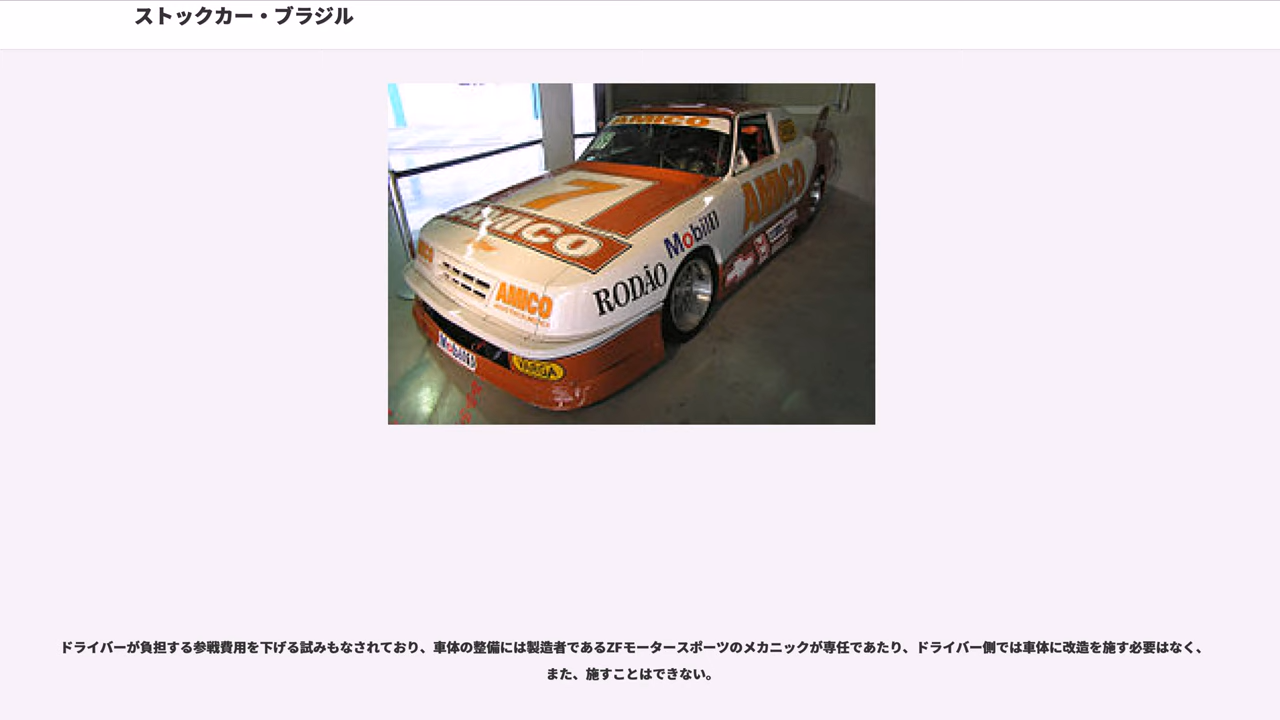 ストックカー・ブラジル
AMICO
7
AMICO
Mobil1
AMICO
RODÃO
AMICO
Mobil1
VARGA
ドライバーが負担する参戦費用を下げる試みもなされており、車体の整備には製造者であるZFモータースポーツのメカニックが専任であたり、ドライバー側では車体に改造を施す必要はなく、
また、施すことはできない。